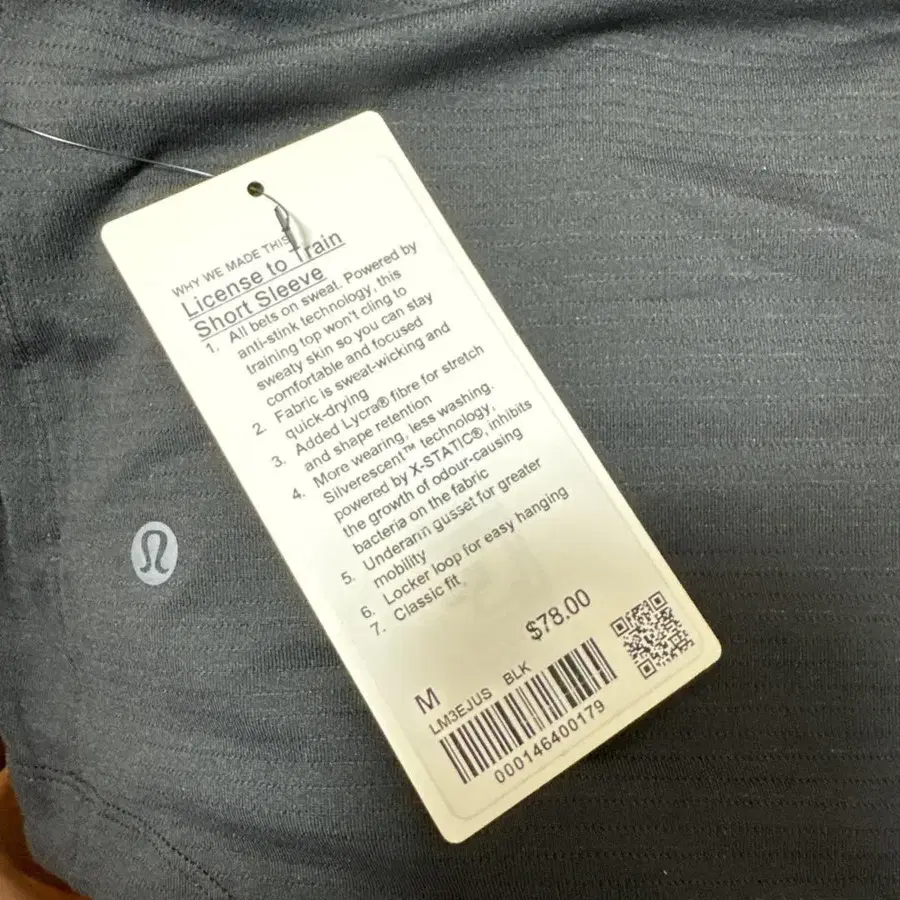 WHY WE MADE THIS
License to Train
Short Sleeve
1. All bets on sweat. Powered by
anti-stink technology, this
training top won't cling to
sweaty skin so you can stay
comfortable and focused
2. Fabric is sweat-wicking and
quick-drying
3. Added Lycra® fibre for stretch
and shape retention
4. More wearing, less washing.
Silverescent™ technology,
powered by X-STATIC®, inhibits
the growth of odour-causing
bacteria on the fabric
5. Underarm gusset for greater
mobility
6. Locker loop for easy hanging
7. Classic fit
$78.00
M
LM3EJUS BLK
000146400179